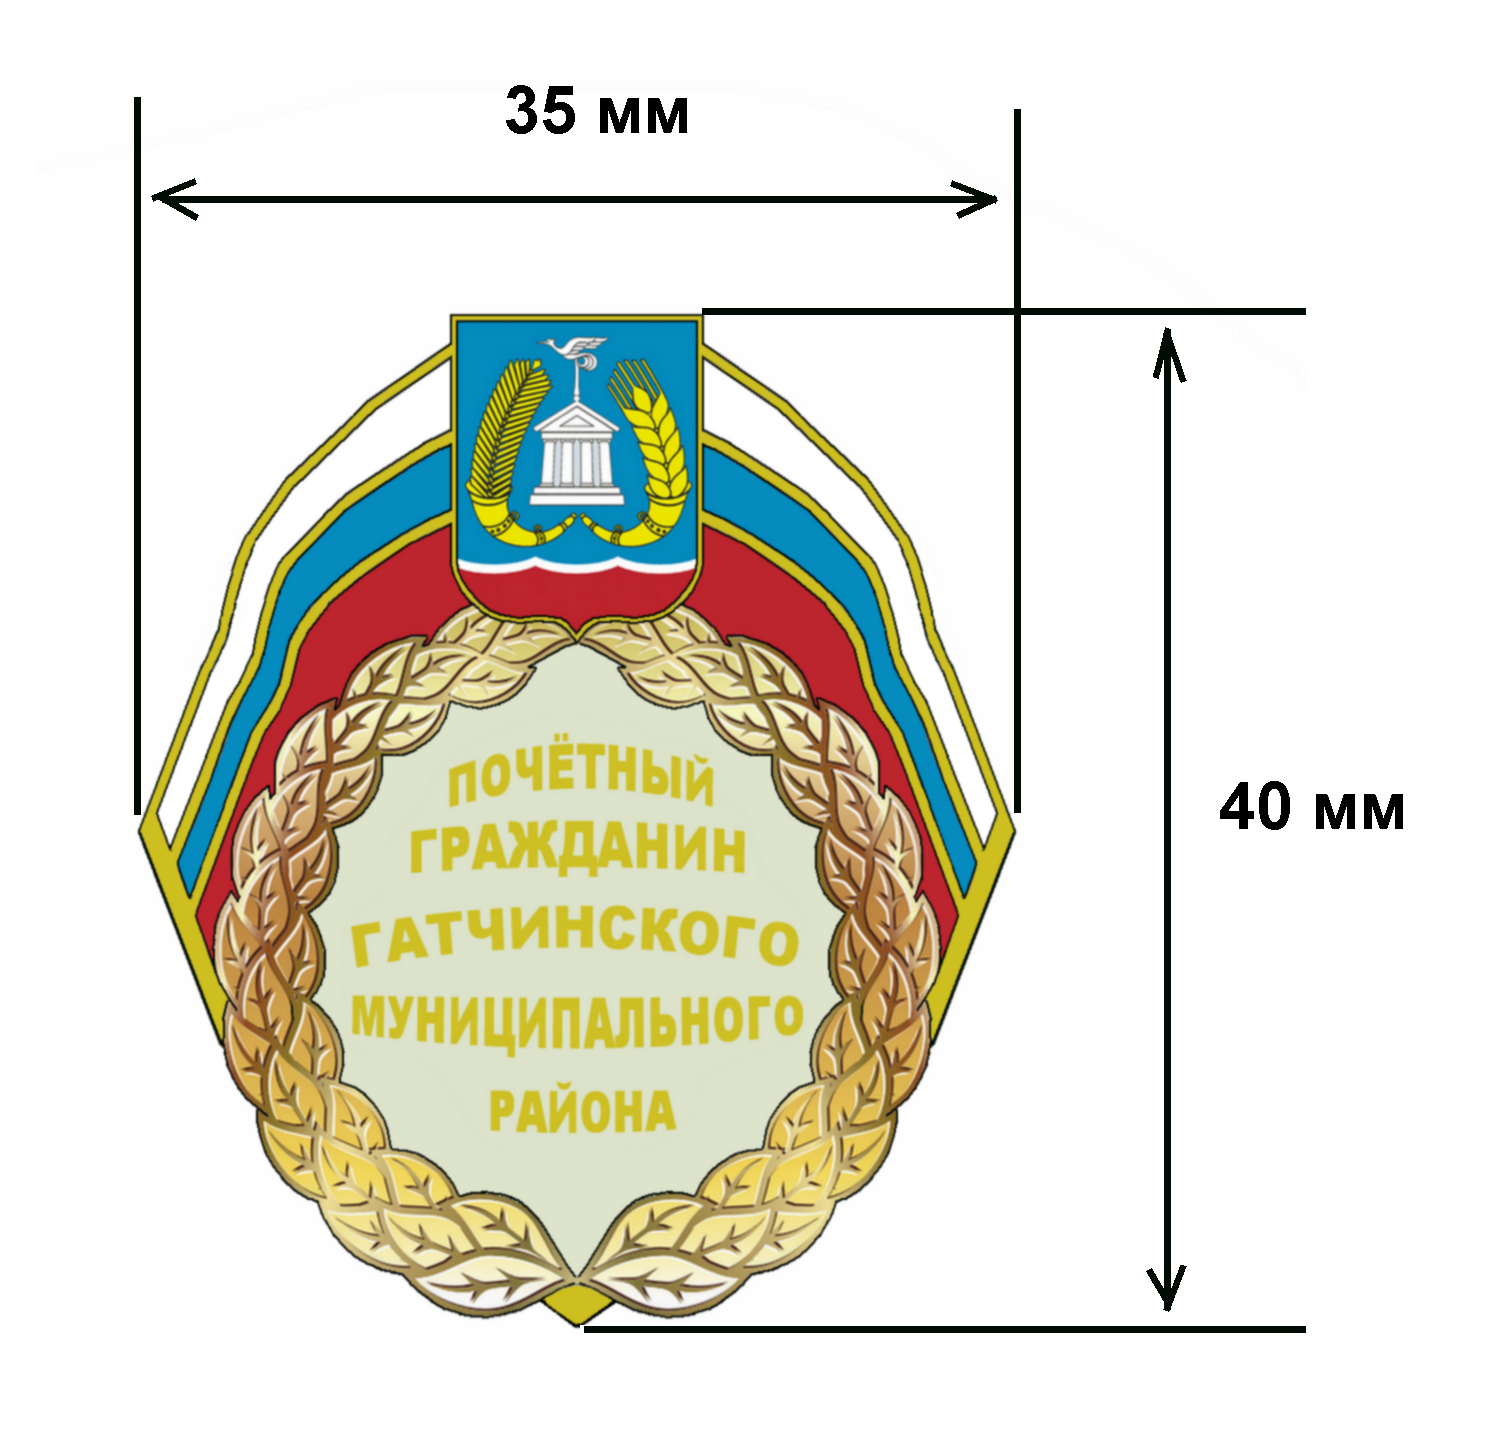 35 мм
ПОЧЁТНЫЙ
ГРАЖДАНИН
ГАТЧИНСКОГО
МУНИЦИПАЛЬНОГО
РАЙОНА
40 мм